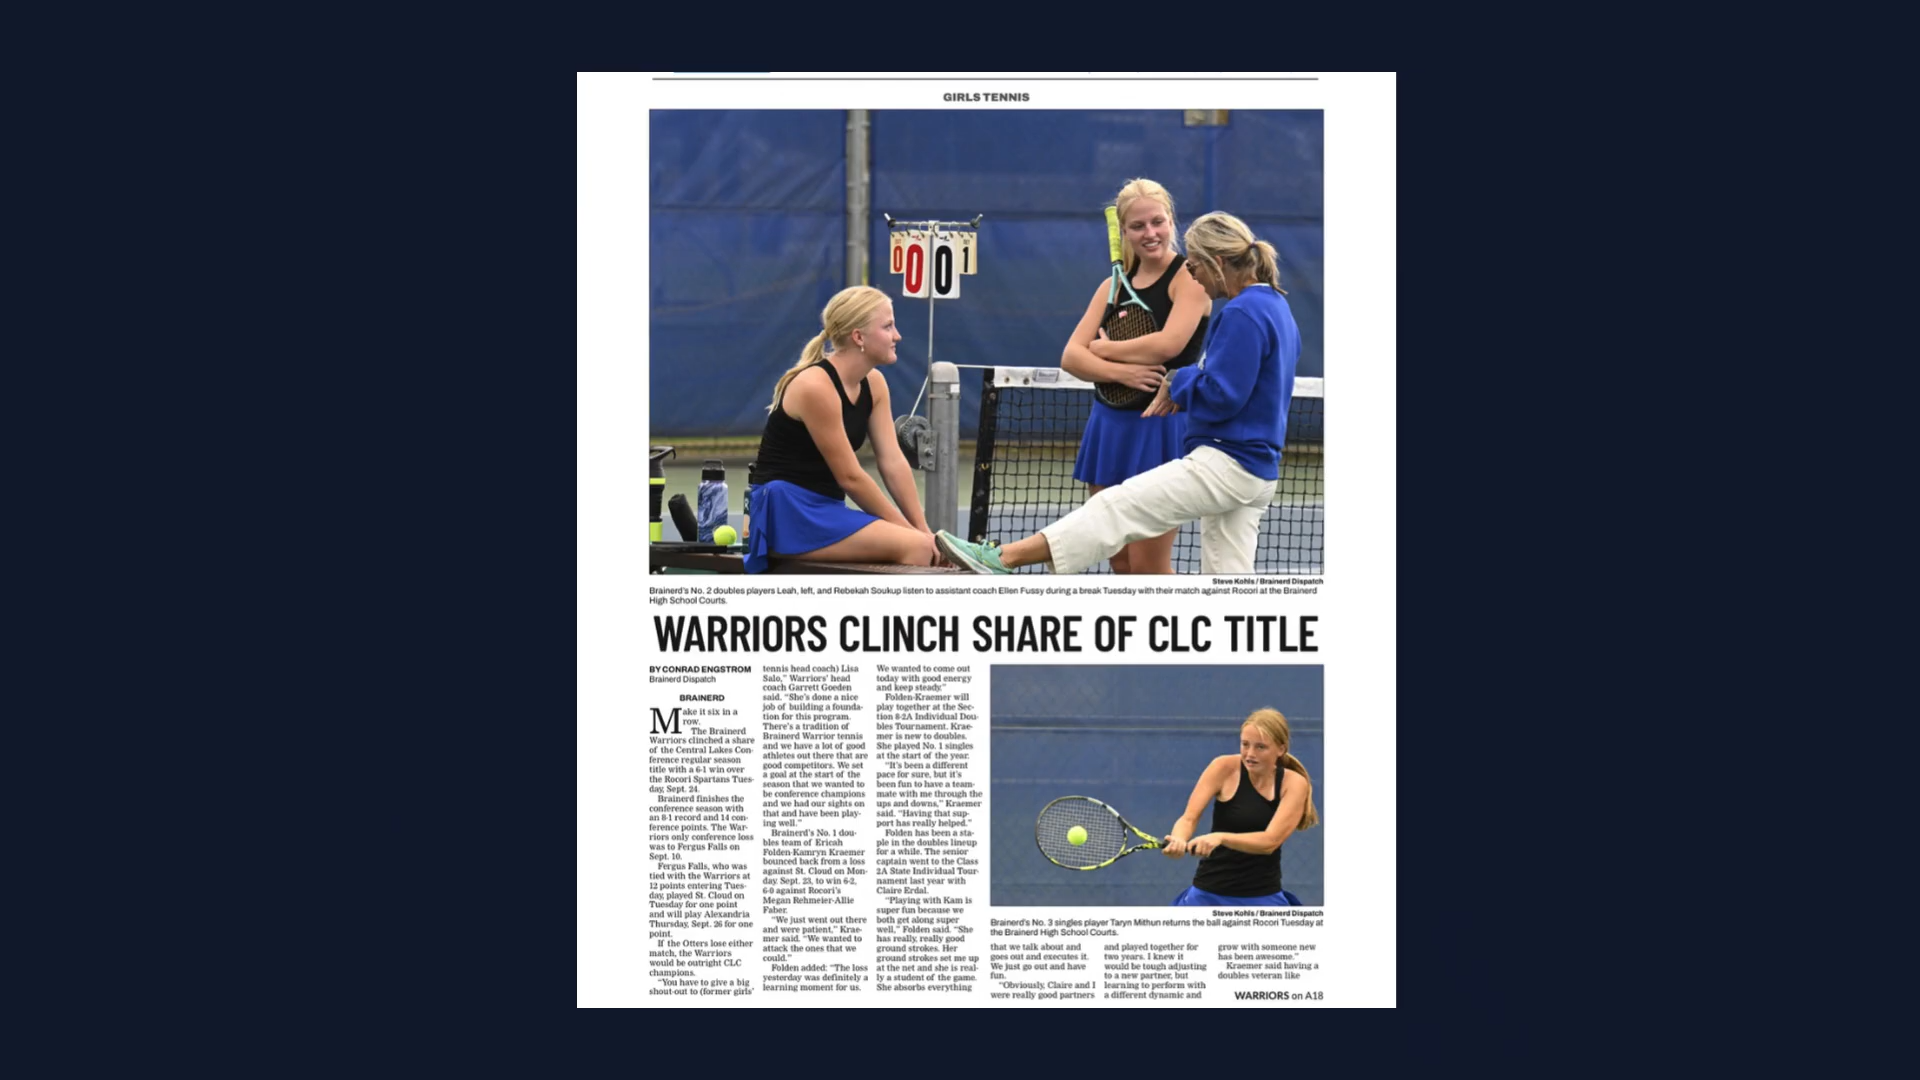 GIRLS TENNIS
0 0 0 1
Steve Kohls / Brainerd Dispatch
Brainerd's No. 2 doubles players Leah, left, and Rebekah Soukup listen to assistant coach Ellen Fussy during a break Tuesday with their match against Rocori at the Brainerd
High School Courts.
WARRIORS CLINCH SHARE OF CLC TITLE
BY CONRAD ENGSTROM
Brainerd Dispatch
BRAINERD
Make it six in a
row.
The Brainerd
Warriors clinched a share
of the Central Lakes Con-
ference regular season
title with a 6-1 win over
the Rocori Spartans Tues-
day, Sept. 24.
Brainerd finishes the
conference season with
an 8-1 record and 14 con-
ference points. The War-
riors only conference loss
was to Fergus Falls on
Sept. 10.
Fergus Falls, who was
tied with the Warriors at
12 points entering Tues-
day, played St. Cloud on
Tuesday for one point
and will play Alexandria
Thursday, Sept. 26 for one
point.
If the Otters lose either
match, the Warriors
would be outright CLC
champions.
"You have to give a big
shout-out to (former girls'
tennis head coach) Lisa
Salo," Warriors' head
coach Garrett Goeden
said. "She's done a nice
job of building a founda-
tion for this program.
There's a tradition of
Brainerd Warrior tennis
and we have a lot of good
athletes out there that are
good competitors. We set
a goal at the start of the
season that we wanted to
be conference champions
and we had our sights on
that and have been play-
ing well."
Brainerd's No. 1 dou-
bles team of Ericah
Folden-Kamryn Kraemer
bounced back from a loss
against St. Cloud on Mon-
day. Sept. 23, to win 6-2,
6-0 against Rocori's
Megan Rehmeier-Allie
Faber.
"We just went out there
and were patient," Krae-
mer said. "We wanted to
attack the ones that we
could."
Folden added: "The loss
yesterday was definitely a
learning moment for us.
We wanted to come out
today with good energy
and keep steady."
Folden-Kraemer will
play together at the Sec-
tion 8-2A Individual Dou-
bles Tournament. Krae-
mer is new to doubles.
She played No. 1 singles
at the start of the year.
"It's been a different
pace for sure, but it's
been fun to have a team-
mate with me through the
ups and downs," Kraemer
said. "Having that sup-
port has really helped."
Folden has been a sta-
ple in the doubles lineup
for a while. The senior
captain went to the Class
2A State Individual Tour-
nament last year with
Claire Erdal.
"Playing with Kam is
super fun because we
both get along super
well," Folden said. "She
has really, really good
ground strokes. Her
ground strokes set me up
at the net and she is real-
ly a student of the game.
She absorbs everything
Steve Kohls / Brainerd Dispatch
Brainerd's No. 3 singles player Taryn Mithun returns the ball against Rocori Tuesday at
the Brainerd High School Courts.
that we talk about and
goes out and executes it.
We just go out and have
fun.
"Obviously, Claire and I
were really good partners
and played together for
two years. I knew it
would be tough adjusting
to a new partner, but
learning to perform with
a different dynamic and
grow with someone new
has been awesome."
Kraemer said having a
doubles veteran like
WARRIORS on A18